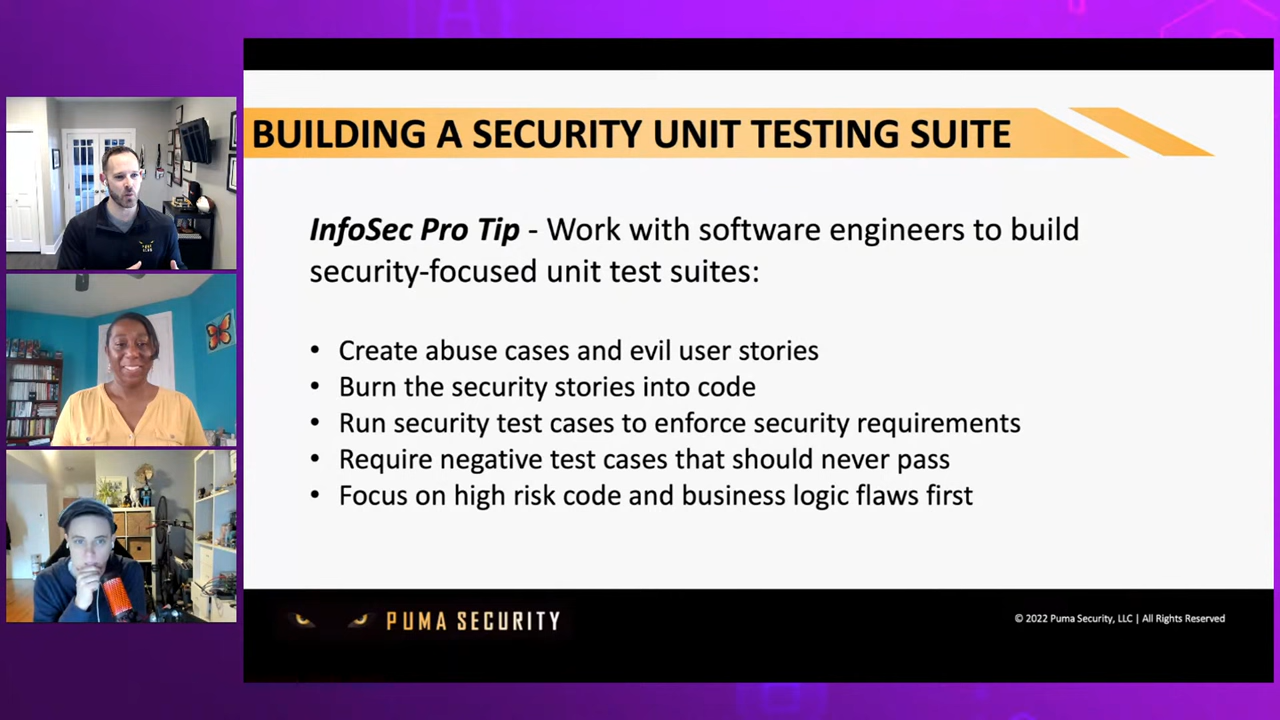 BUILDING A SECURITY UNIT TESTING SUITE
InfoSec Pro Tip - Work with software engineers to build
security-focused unit test suites:
• Create abuse cases and evil user stories
• Burn the security stories into code
• Run security test cases to enforce security requirements
• Require negative test cases that should never pass
• Focus on high risk code and business logic flaws first
PUMA SECURITY
© 2022 Puma Security, LLC | All Rights Reserved